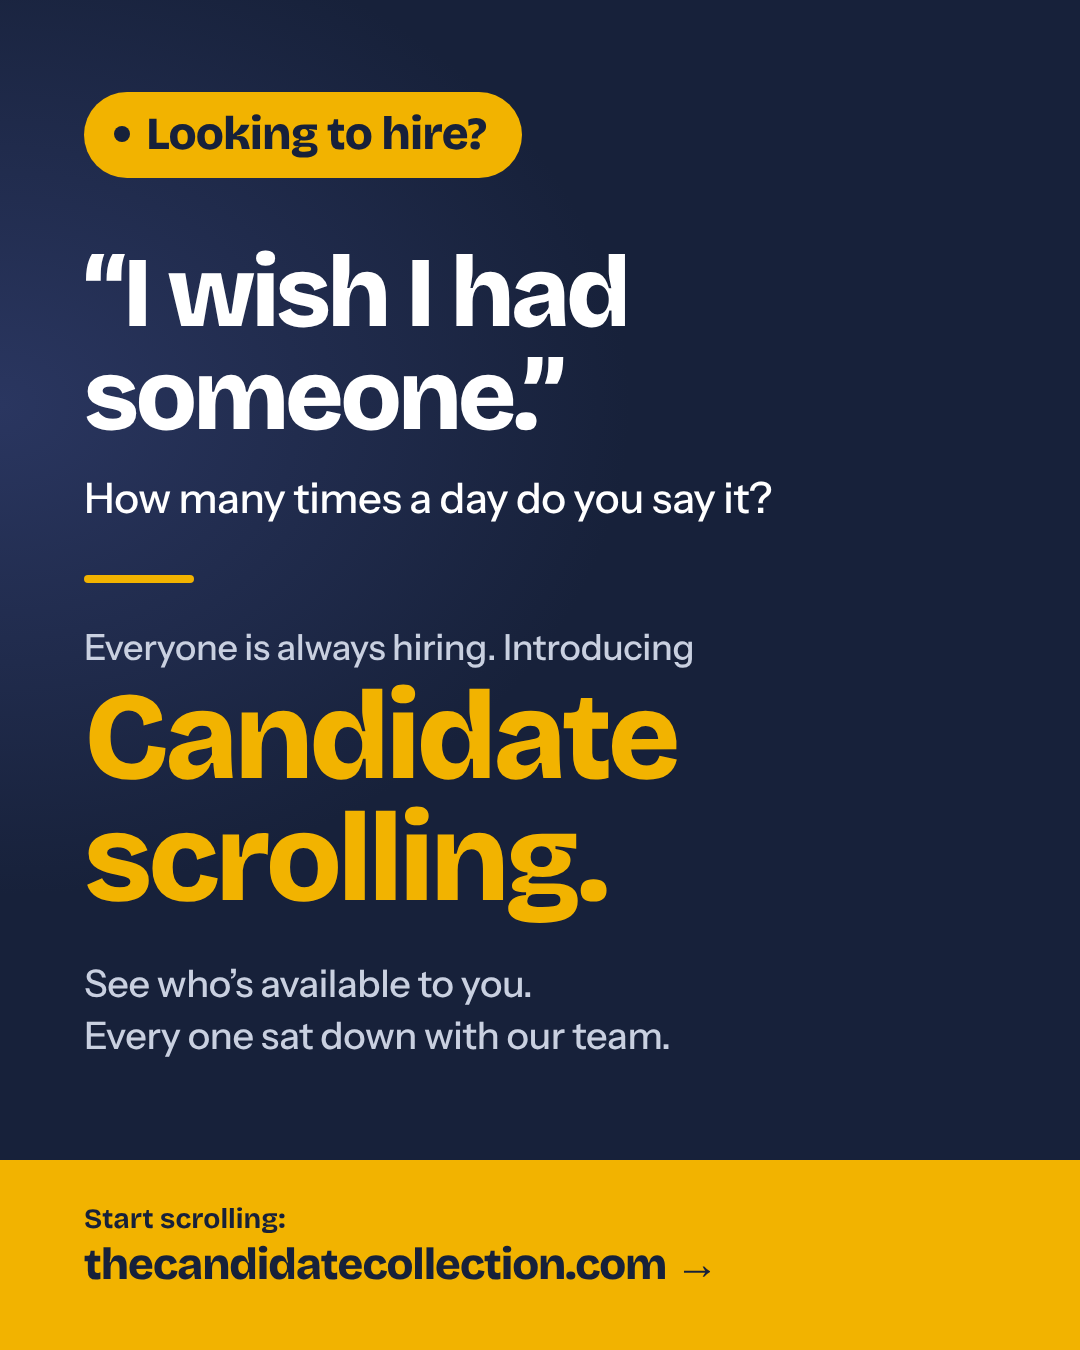 • Looking to hire?
“I wish I had
someone.”
How many times a day do you say it?
Everyone is always hiring. Introducing
Candidate
scrolling.
See who’s available to you.
Every one sat down with our team.
Start scrolling:
thecandidatecollection.com →